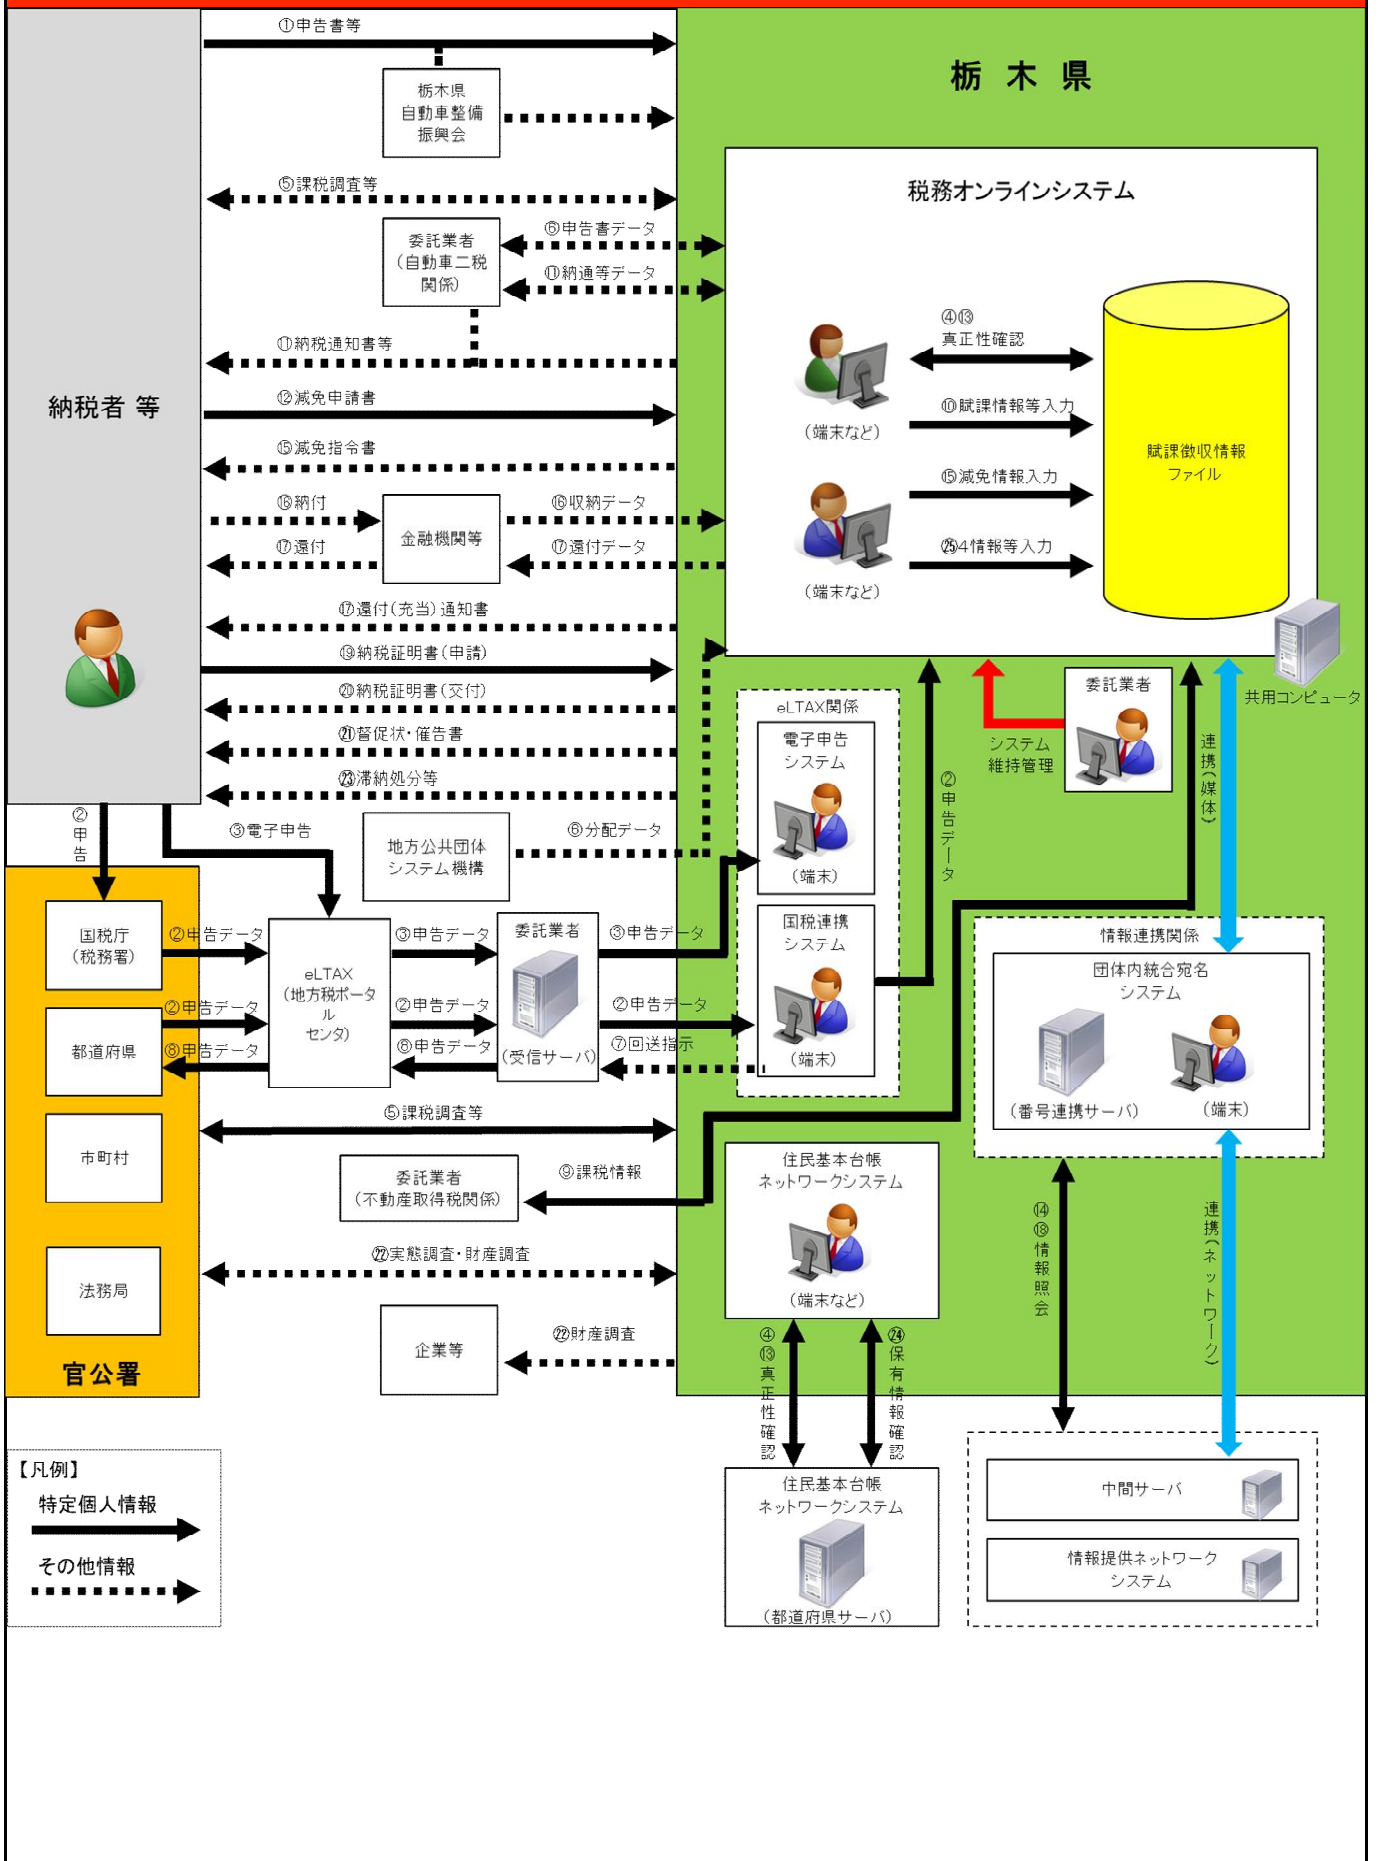 ①申告書等
栃木県
自動車整備
振興会
⑤課税調査等
委託業者
(自動車二税
関係)
⑥申告書データ
⑪納通等データ
⑪納税通知書等
納税者 等
⑫減免申請書
⑮減免指令書
⑯納付
⑯収納データ
金融機関等
⑰還付
⑰還付データ
⑰還付(充当)通知書
⑲納税証明書(申請)
⑳納税証明書(交付)
㉑督促状・催告書
㉓滞納処分等
栃 木 県
税務オンラインシステム
④⑬
真正性確認
(端末など)
⑩賦課情報等入力
⑮減免情報入力
㉕4情報等入力
(端末など)
賦課徴収情報
ファイル
共用コンピュータ
委託業者
システム
維持管理
連携(媒体)
eLTAX関係
電子申告
システム
(端末)
国税連携
システム
(端末)
②申告データ
②申告
③電子申告
地方公共団体
システム機構
⑥分配データ
国税庁
(税務署)
都道府県
市町村
法務局
官公署
②申告データ
②申告データ
⑧申告データ
eLTAX
(地方税ポータ
ル
センタ)
③申告データ
②申告データ
⑧申告データ
委託業者
(受信サーバ)
③申告データ
②申告データ
⑦回送指示
⑤課税調査等
委託業者
(不動産取得税関係)
⑨課税情報
㉒実態調査・財産調査
企業等
㉒財産調査
情報連携関係
団体内統合宛名
システム
(番号連携サーバ)
(端末)
住民基本台帳
ネットワークシステム
(端末など)
④⑬真正性確認
㉔保有情報確認
⑭⑱情報照会
連携(ネットワーク)
住民基本台帳
ネットワークシステム
(都道府県サーバ)
中間サーバ
情報提供ネットワーク
システム
【凡例】
特定個人情報
その他情報